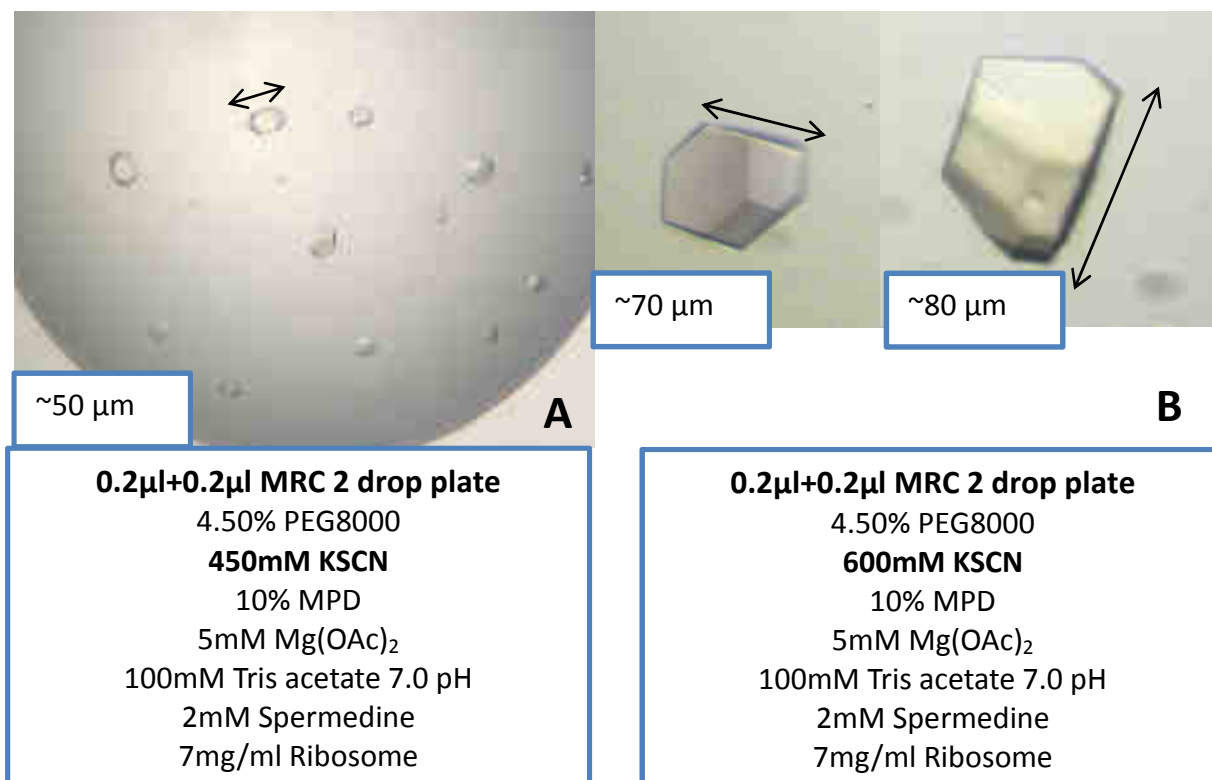 ~50 µm
A
~70 µm
~80 µm
B
0.2µl+0.2µl MRC 2 drop plate
4.50% PEG8000
450mM KSCN
10% MPD
5mM Mg(OAc)₂
100mM Tris acetate 7.0 pH
2mM Spermedine
7mg/ml Ribosome
0.2µl+0.2µl MRC 2 drop plate
4.50% PEG8000
600mM KSCN
10% MPD
5mM Mg(OAc)₂
100mM Tris acetate 7.0 pH
2mM Spermedine
7mg/ml Ribosome